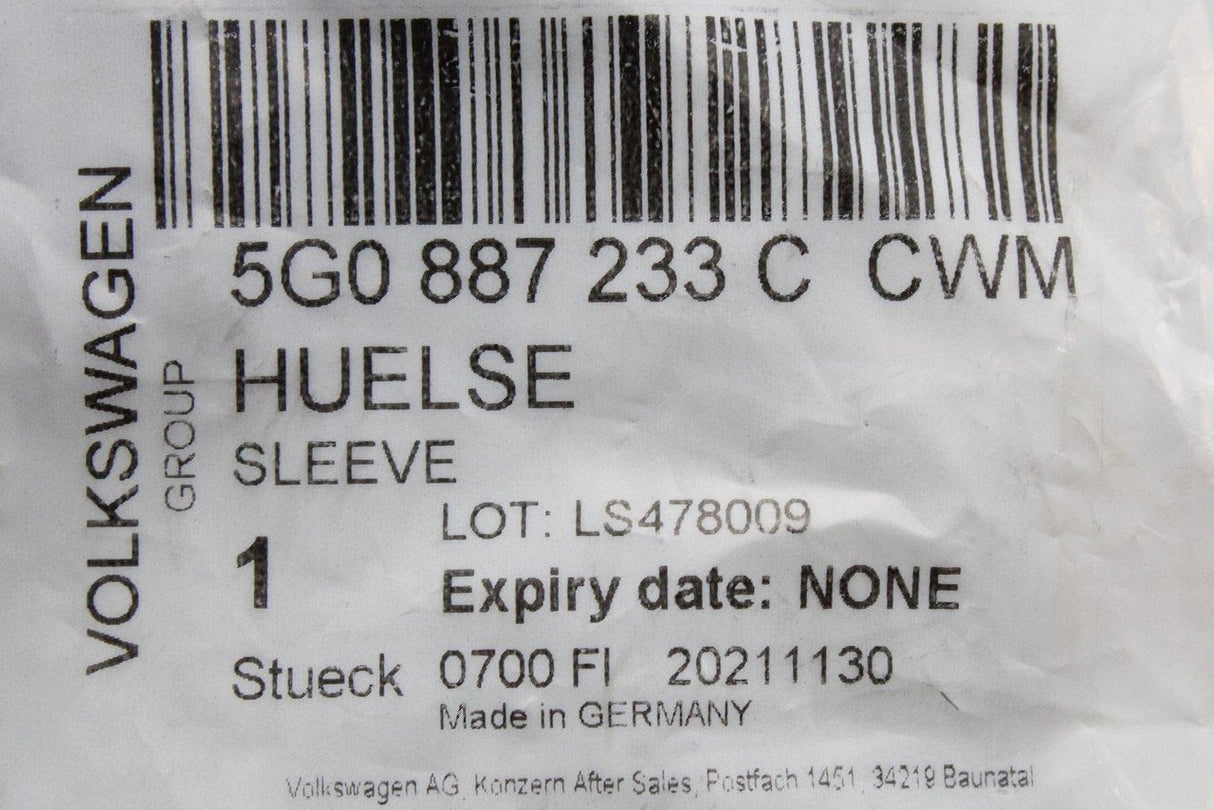 VOLKSWAGEN
GROUP
5G0 887 233 C CWM
HUELSE
SLEEVE
LOT: LS478009
1
Expiry date: NONE
Stueck 0700 FI 20211130
Made in GERMANY
Volkswagen AG, Konzern After Sales, Postfach 1451, 34219 Baunatal